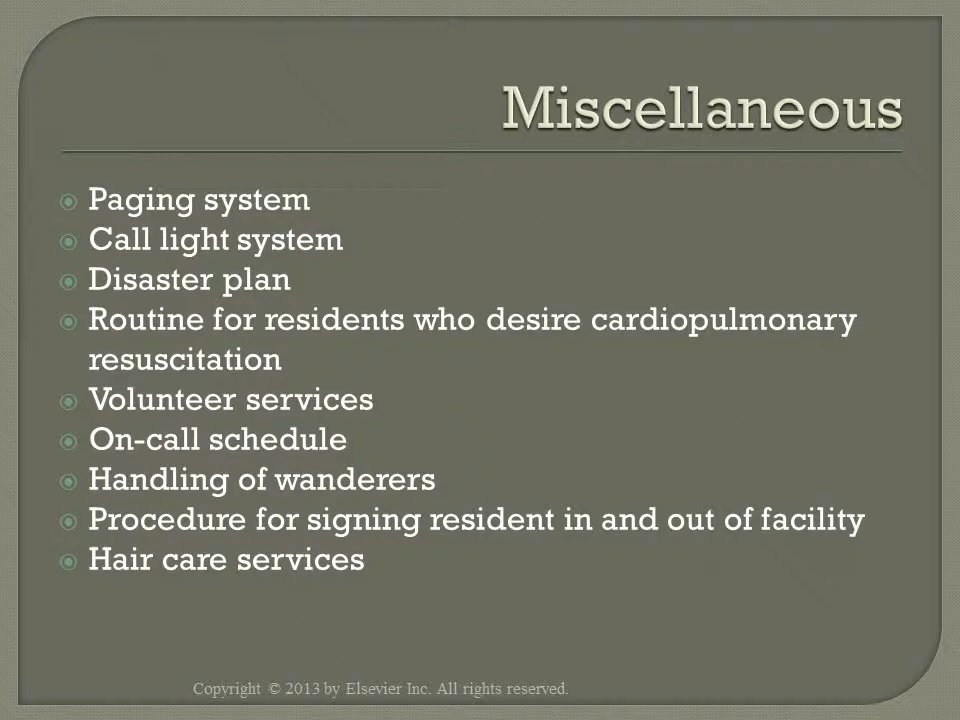 Miscellaneous
Paging system
Call light system
Disaster plan
Routine for residents who desire cardiopulmonary
resuscitation
Volunteer services
On-call schedule
Handling of wanderers
Procedure for signing resident in and out of facility
Hair care services
Copyright © 2013 by Elsevier Inc. All rights reserved.